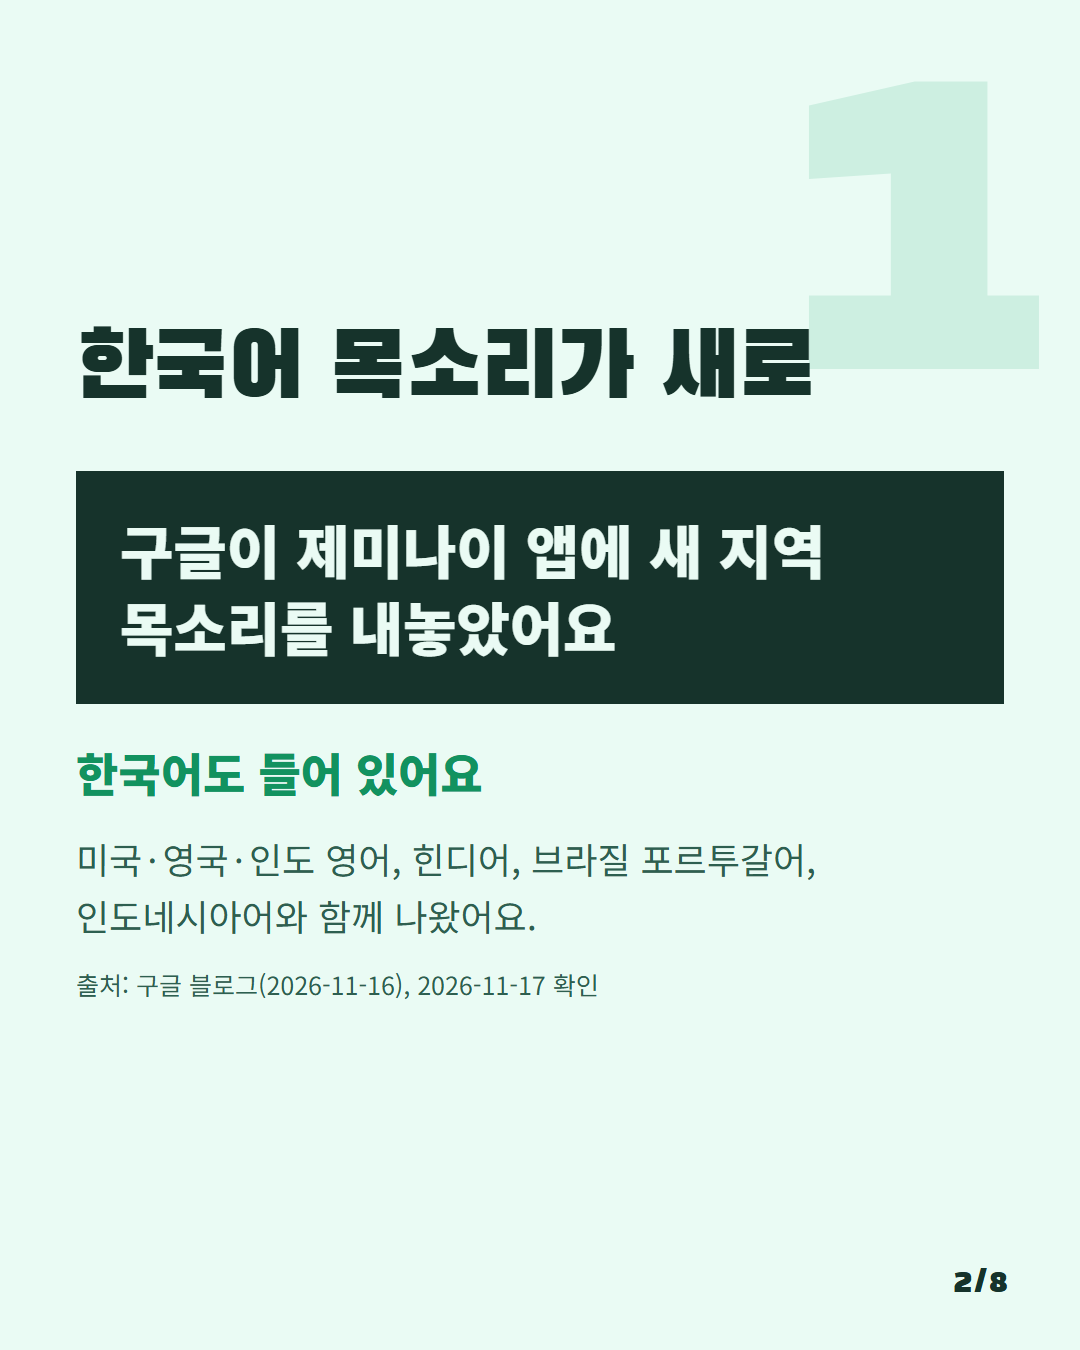 1
한국어 목소리가 새로
구글이 제미나이 앱에 새 지역
목소리를 내놓았어요
한국어도 들어 있어요
미국·영국·인도 영어, 힌디어, 브라질 포르투갈어,
인도네시아어와 함께 나왔어요.
출처: 구글 블로그(2026-11-16), 2026-11-17 확인
2/8